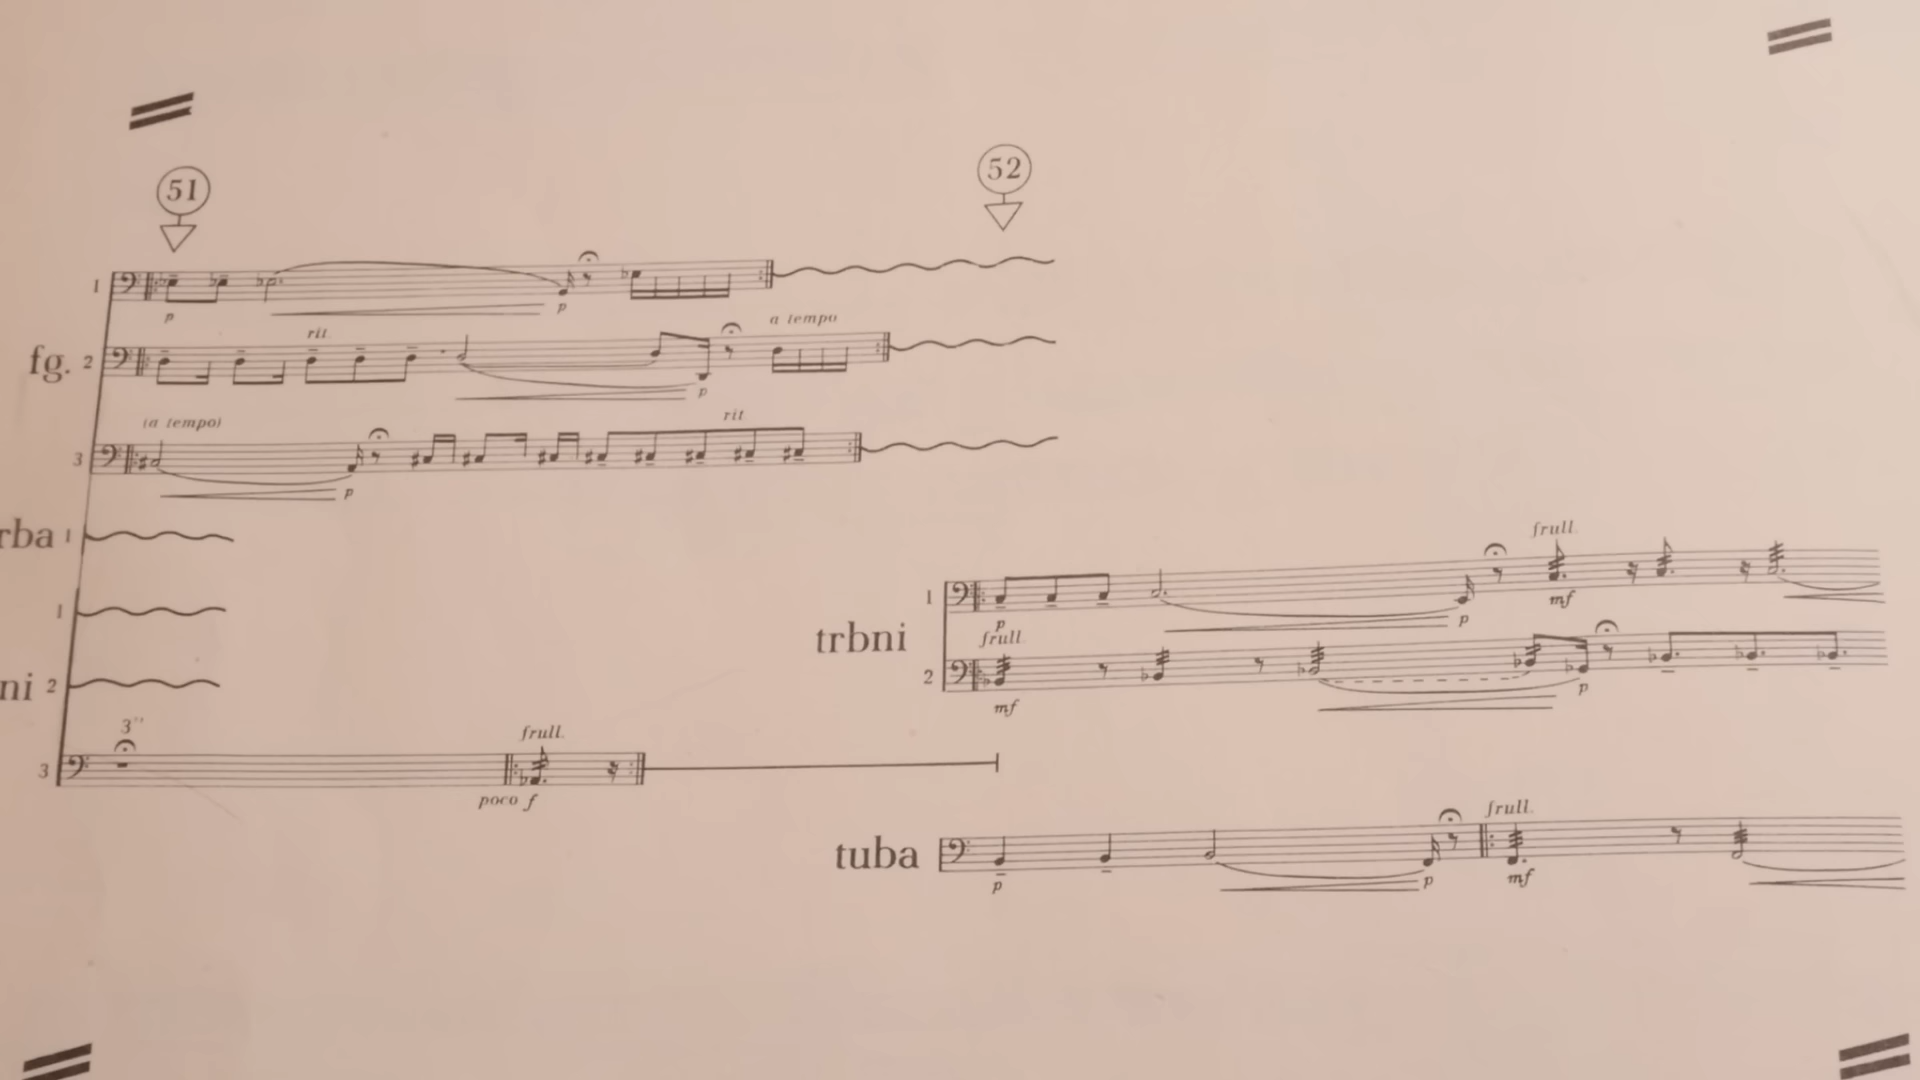 51
52
1
p
p
rit.
a tempo
fg. 2
p
(a tempo)
rit.
3
p
rba 1
frull.
1
1
p
p
mf
trbni
frull.
ni 2
2
mf
p
3’’
frull.
3
poco f
frull.
tuba
p
p
mf